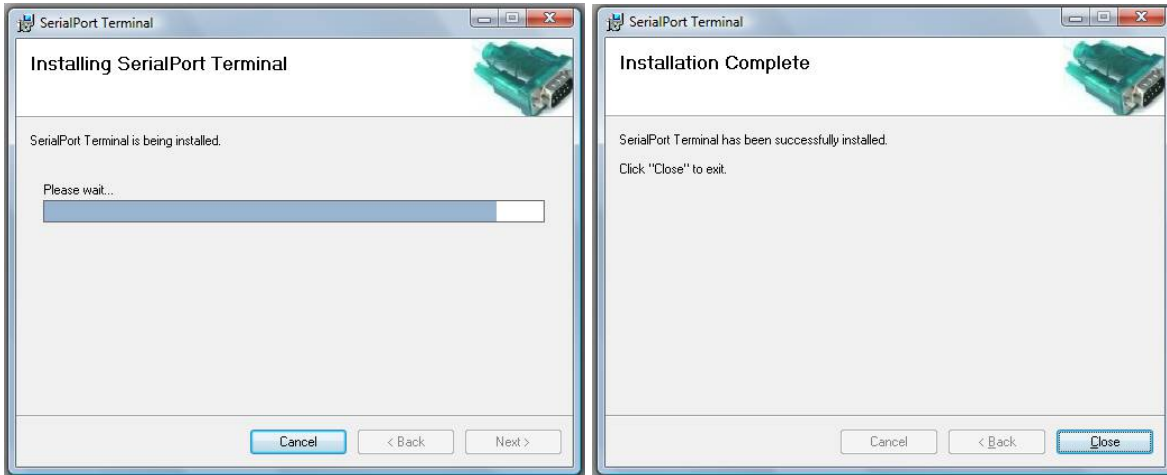 SerialPort Terminal
Installing SerialPort Terminal
SerialPort Terminal is being installed.
Please wait...
Cancel
< Back
Next >
SerialPort Terminal
Installation Complete
SerialPort Terminal has been successfully installed.
Click "Close" to exit.
Cancel
< Back
Close